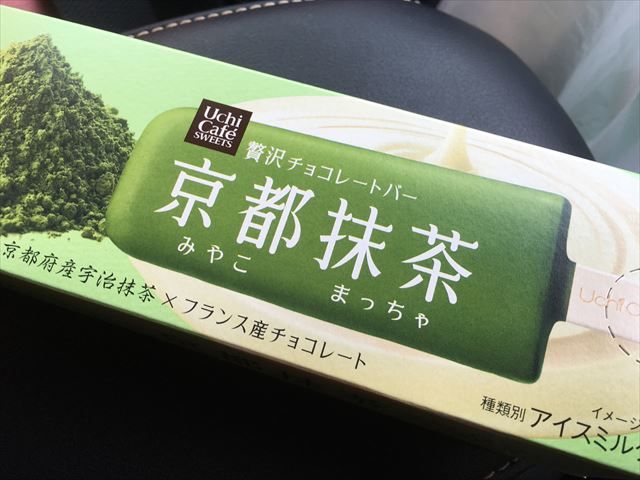 Uchi
Café
SWEETS
贅沢チョコレートバー
京都抹茶
みやこ まっちゃ
京都府産宇治抹茶×フランス産チョコレート
Uchi
イメージ
種類別 アイスミルク